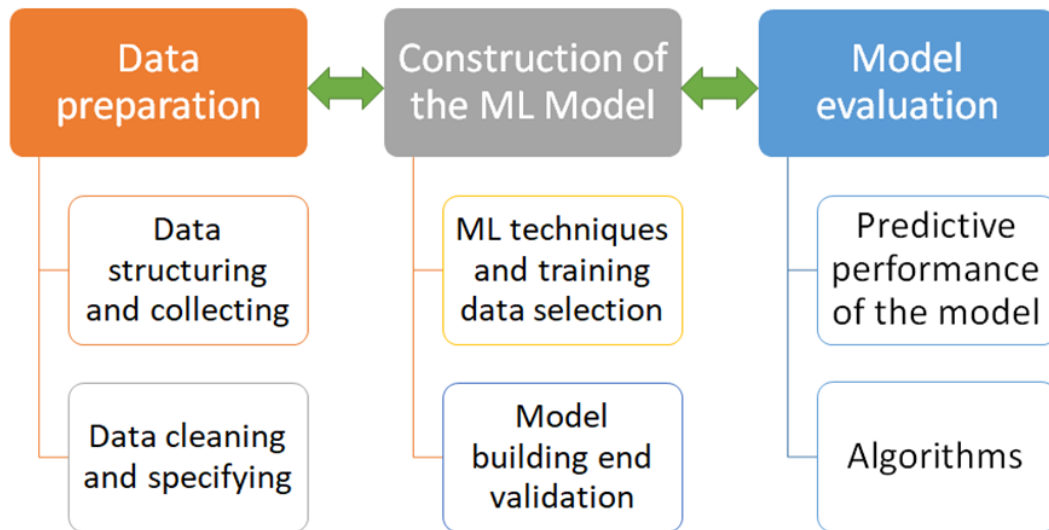 Data
preparation
Construction of
the ML Model
Model
evaluation
Data
structuring
and collecting
ML techniques
and training
data selection
Predictive
performance
of the model
Data cleaning
and specifying
Model
building end
validation
Algorithms